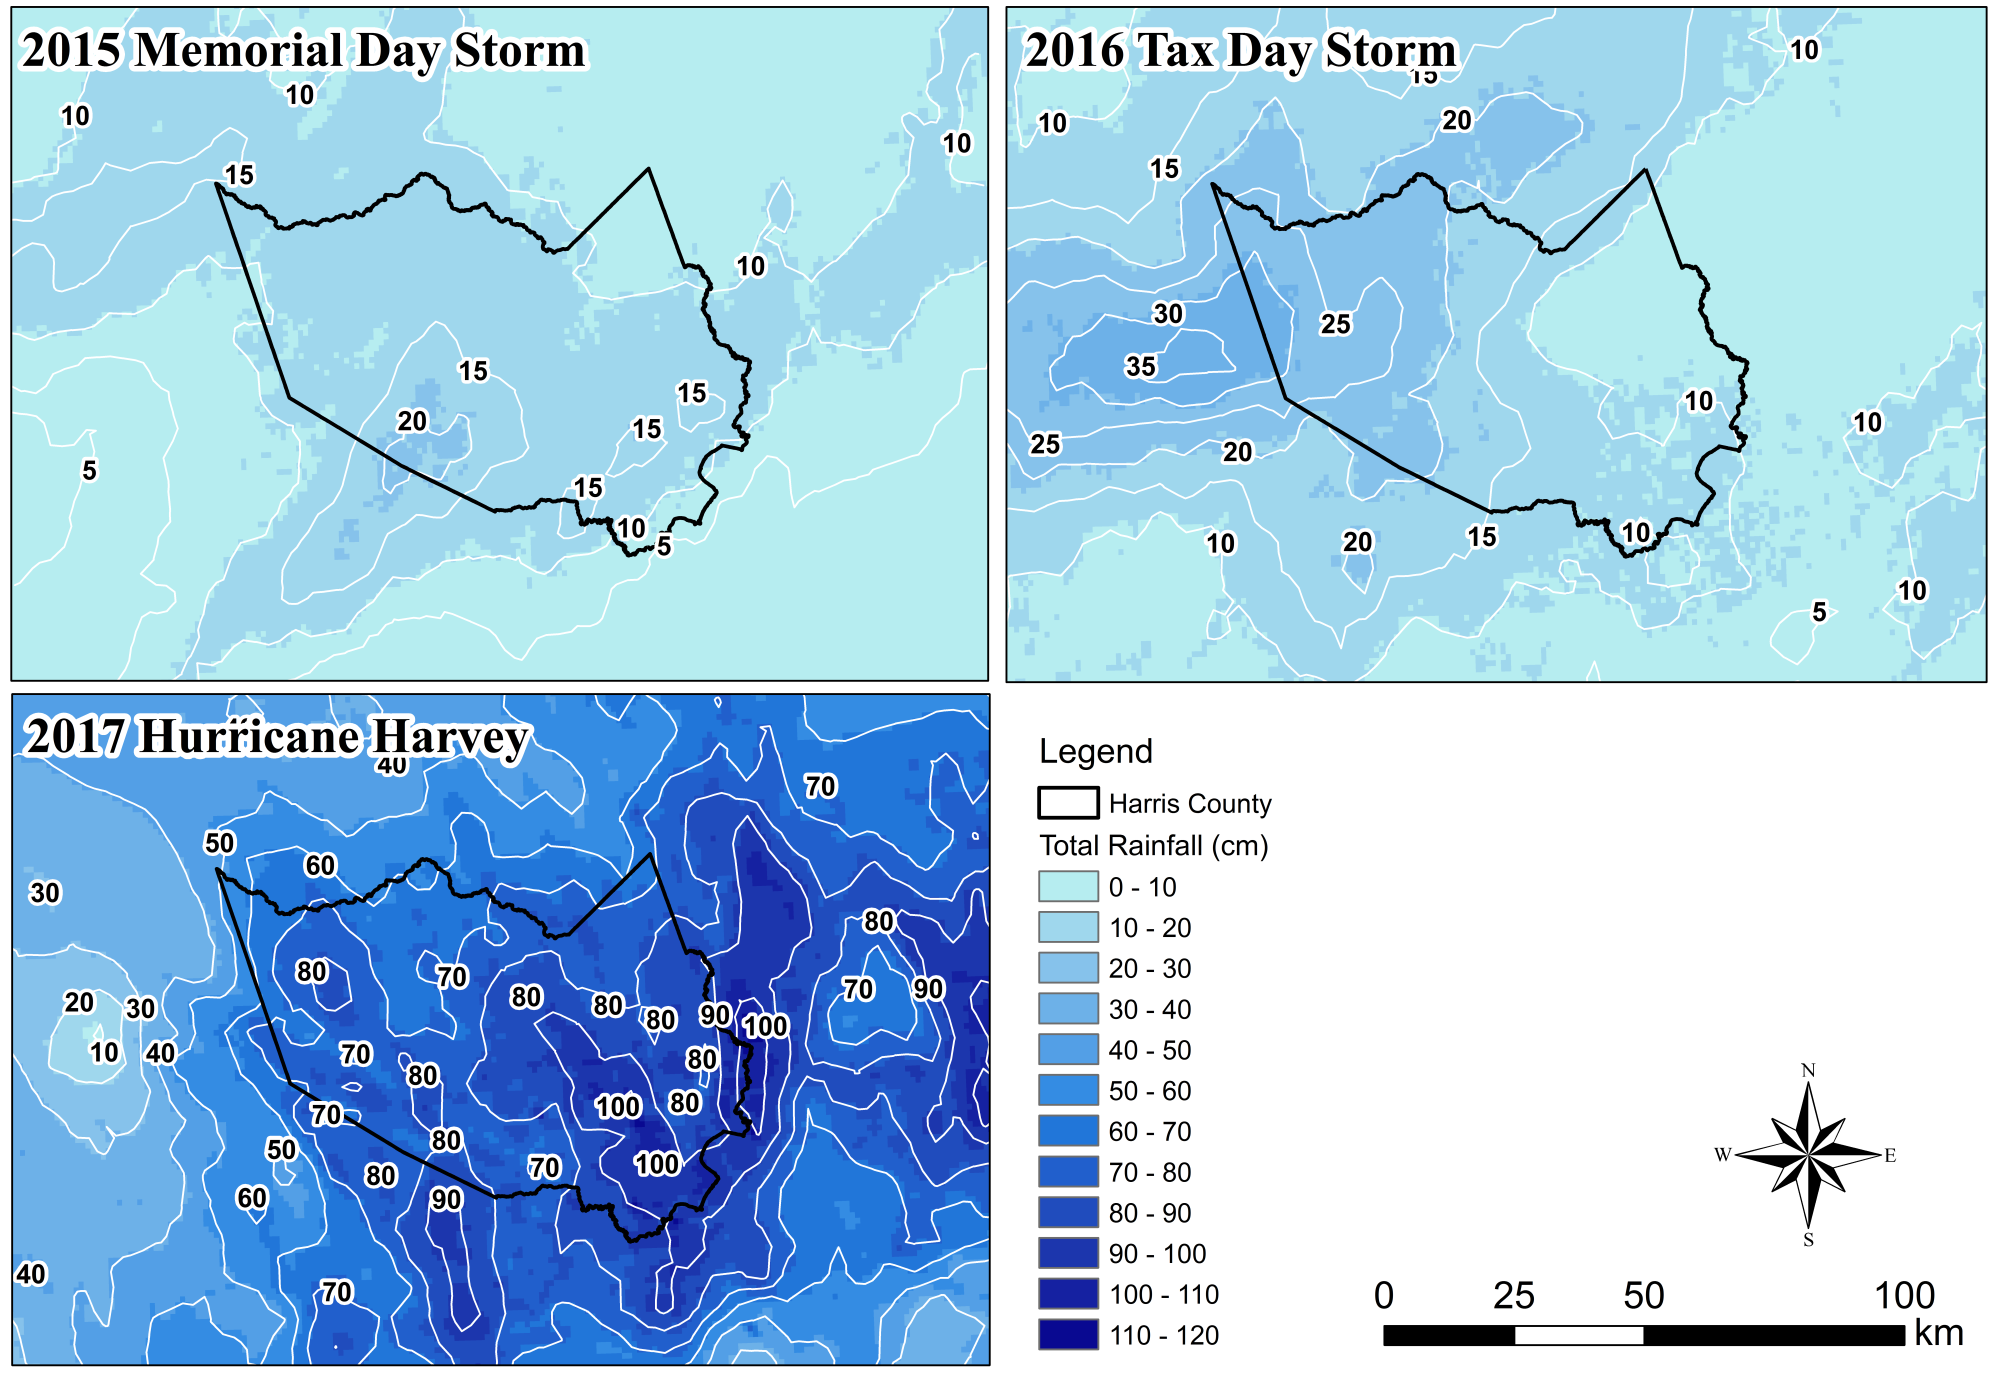 2015 Memorial Day Storm
10
10
10
15
10
15
15
20
15
5
15
10
5
2016 Tax Day Storm
15
10
20
10
15
30
25
35
10
10
25
20
10
20
15
10
10
5
2017 Hurricane Harvey
40
70
50
60
30
80
80
70
70
90
80
80
20
30
80
90
100
10
40
70
80
80
100
80
70
80
50
80
70
100
60
90
40
70
Legend
Harris County
Total Rainfall (cm)
0 - 10
10 - 20
20 - 30
30 - 40
40 - 50
50 - 60
60 - 70
70 - 80
80 - 90
90 - 100
100 - 110
110 - 120
N
W E
S
0 25 50 100
km